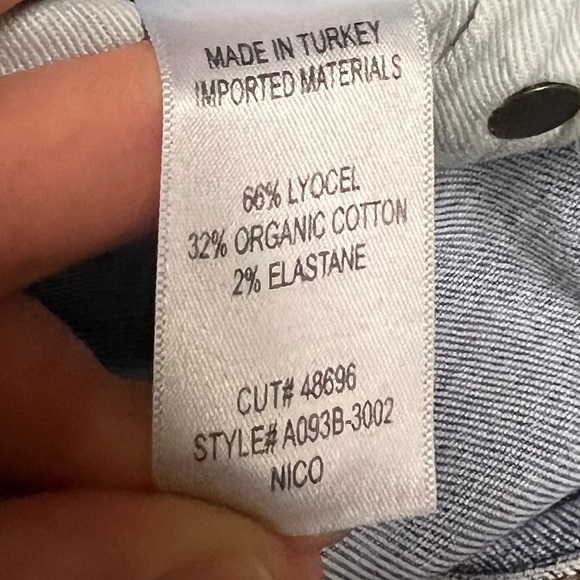 MADE IN TURKEY
IMPORTED MATERIALS
66% LYOCEL
32% ORGANIC COTTON
2% ELASTANE
CUT# 48696
STYLE# A093B-3002
NICO